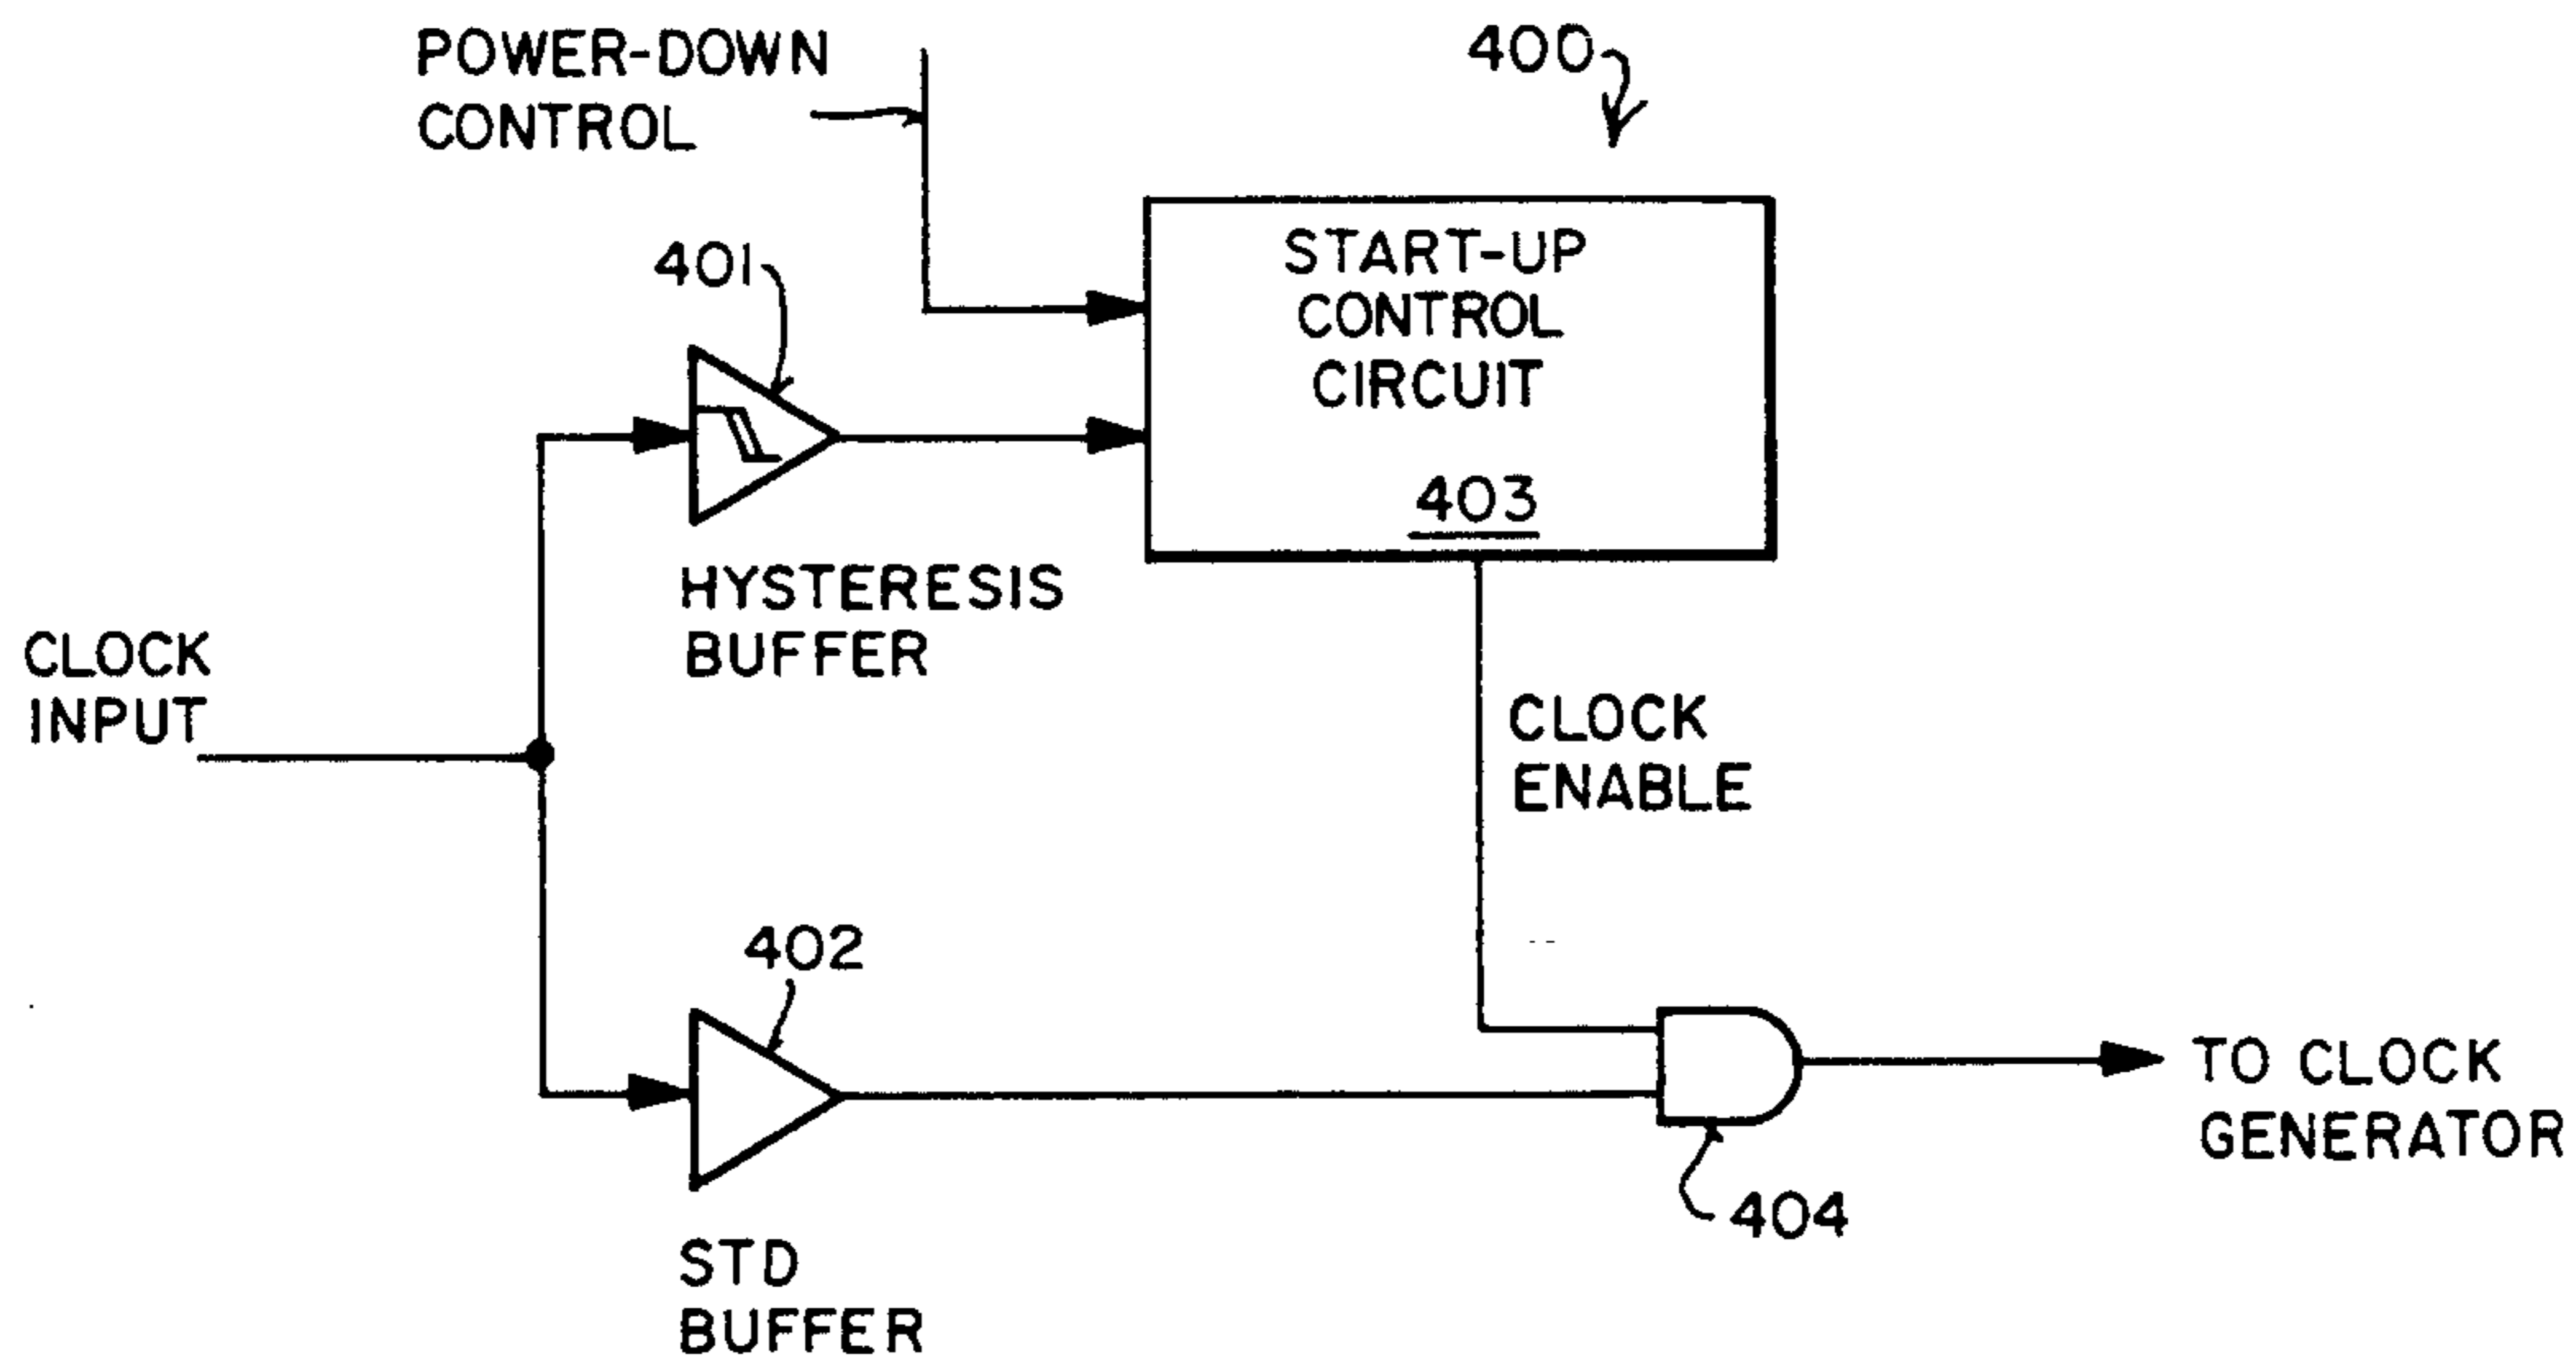 POWER-DOWN
CONTROL
400
401
START-UP
CONTROL
CIRCUIT
403
HYSTERESIS
BUFFER
CLOCK
INPUT
CLOCK
ENABLE
402
TO CLOCK
GENERATOR
404
STD
BUFFER